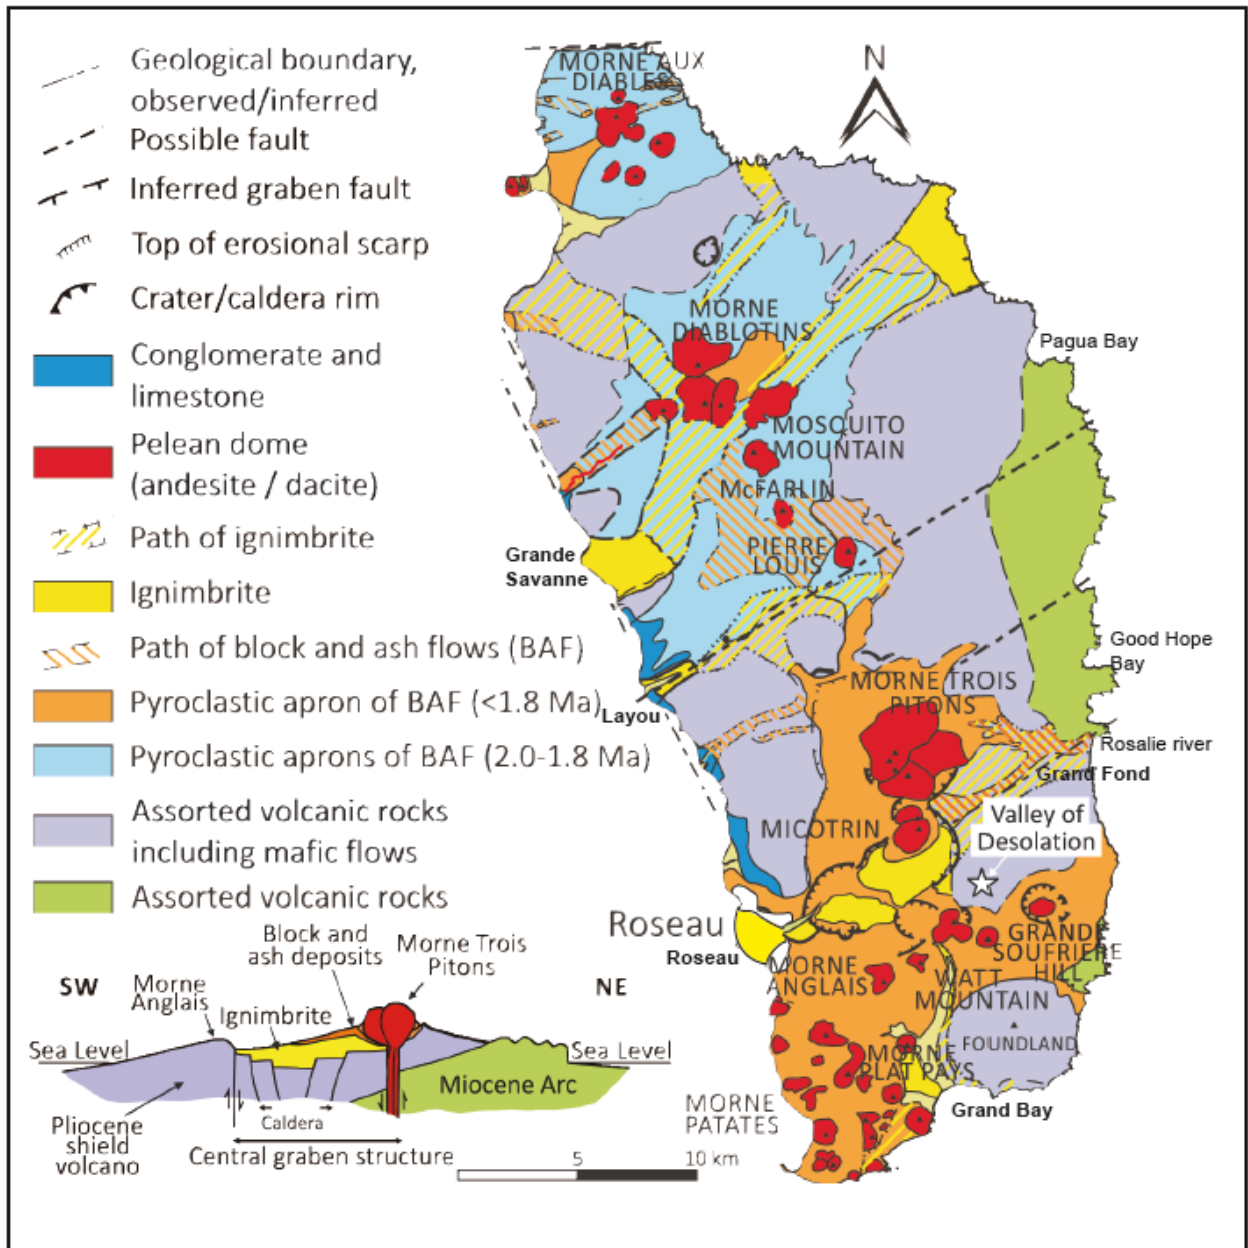 Geological boundary,
observed/inferred
Possible fault
Inferred graben fault
Top of erosional scarp
Crater/caldera rim
Conglomerate and
limestone
Pelean dome
(andesite / dacite)
Path of ignimbrite
Ignimbrite
Path of block and ash flows (BAF)
Pyroclastic apron of BAF (<1.8 Ma)
Pyroclastic aprons of BAF (2.0-1.8 Ma)
Assorted volcanic rocks
including mafic flows
Assorted volcanic rocks
N
MORNE AUX
DIABLES
MORNE
DIABLOTINS
Pagua Bay
MOSQUITO
MOUNTAIN
McFARLIN
PIERRE
LOUIS
Grande
Savanne
Good Hope
Bay
MORNE TROIS
PITONS
Layou
Rosalie river
Grand Fond
Valley of
Desolation
MICOTRIN
Roseau
Roseau
GRANDE
SOUFRIERE
HILL
MORNE
ANGLAIS
WATT
MOUNTAIN
FOUNDLAND
MORNE
PLAT PAYS
Grand Bay
MORNE
PATATES
Block and
ash deposits
Morne Trois
Pitons
SW
Morne
Anglais
NE
Ignimbrite
Sea Level
Sea Level
Miocene Arc
Caldera
Pliocene
shield
volcano
Central graben structure
5
10 km